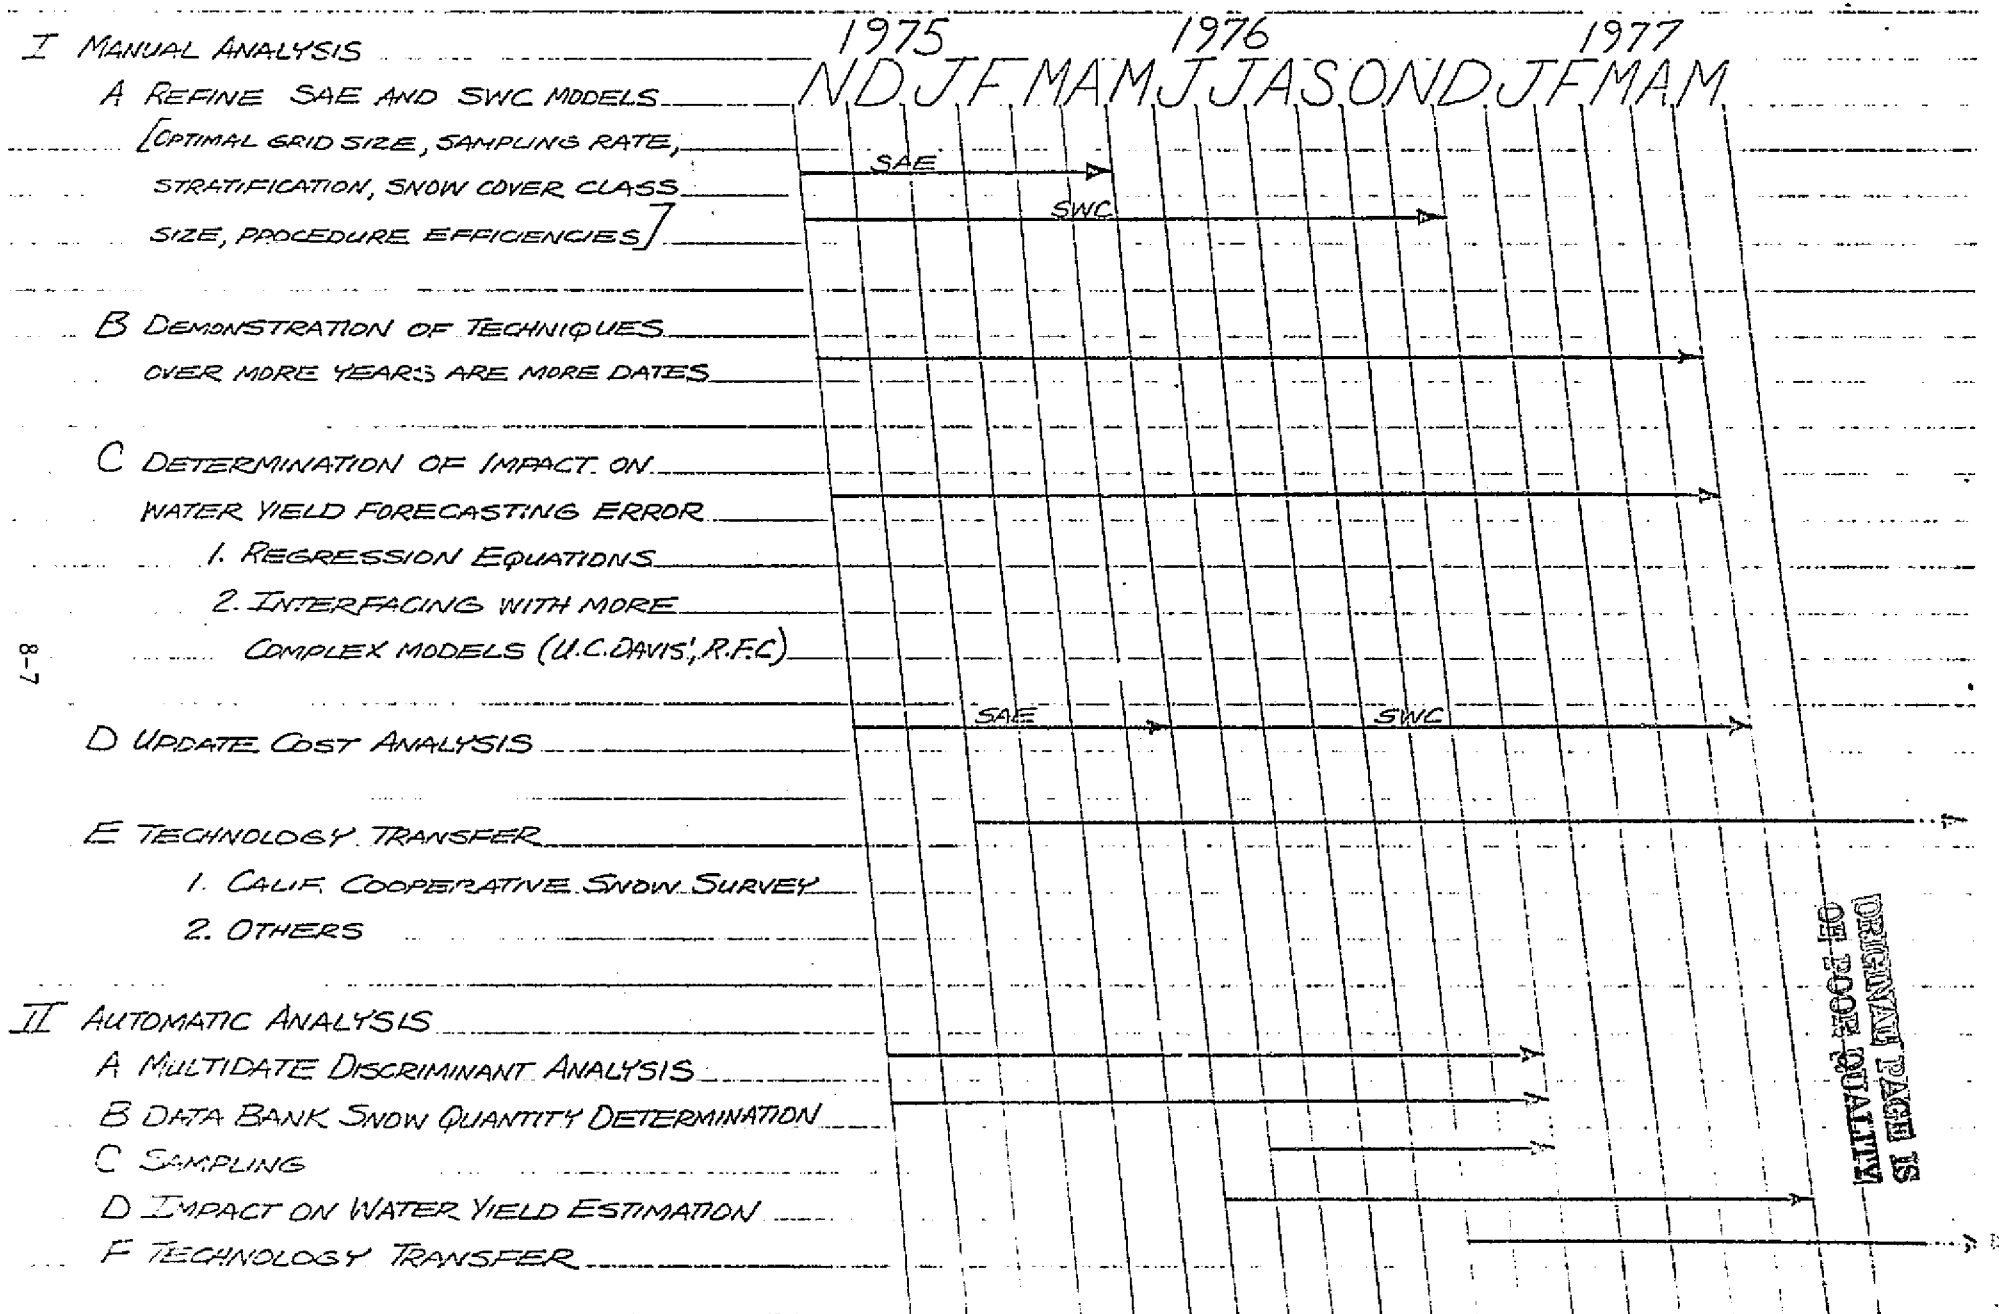 1975 1976 1977
I MANUAL ANALYSIS
N D J F M A M J J A S O N D J F M A M
A REFINE SAE AND SWC MODELS
[OPTIMAL GRID SIZE, SAMPLING RATE,
SAE
STRATIFICATION, SNOW COVER CLASS
SWC
SIZE, PROCEDURE EFFICIENCIES]
B DEMONSTRATION OF TECHNIQUES
OVER MORE YEARS ARE MORE DATES
C DETERMINATION OF IMPACT ON
WATER YIELD FORECASTING ERROR
1. REGRESSION EQUATIONS
2. INTERFACING WITH MORE
COMPLEX MODELS (U.C. DAVIS', R.F.C)
8-7
SAE SWC
D UPDATE COST ANALYSIS
E TECHNOLOGY TRANSFER
1. CALIF. COOPERATIVE SNOW SURVEY
2. OTHERS
ORIGINAL PAGE IS
OF POOR QUALITY
II AUTOMATIC ANALYSIS
A MULTIDATE DISCRIMINANT ANALYSIS
B DATA BANK SNOW QUANTITY DETERMINATION
C SAMPLING
D IMPACT ON WATER YIELD ESTIMATION
F TECHNOLOGY TRANSFER